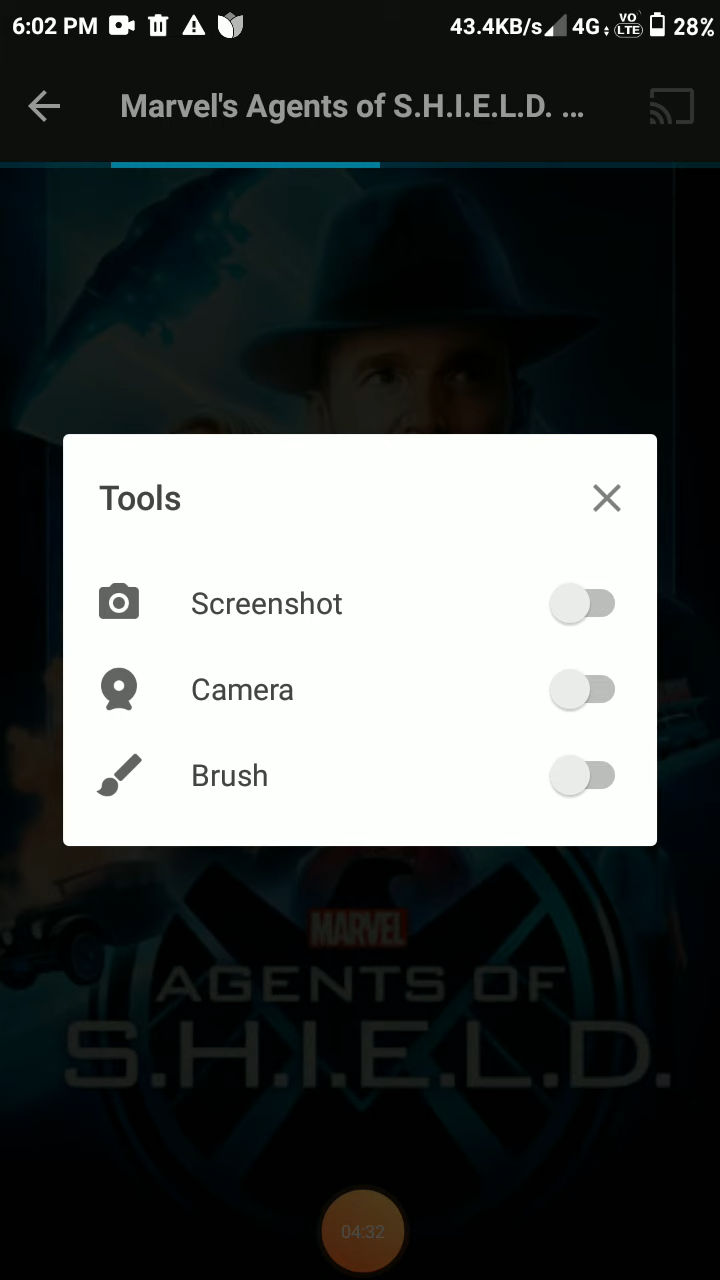 6:02 PM 43.4KB/s 4G VO LTE 28%
Marvel's Agents of S.H.I.E.L.D. ...
Tools
Screenshot
Camera
Brush
MARVEL
AGENTS OF
S.H.I.E.L.D.
04:32